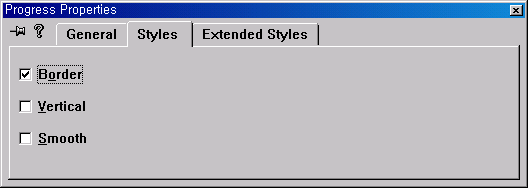 Progress Properties
General Styles Extended Styles
Border
Vertical
Smooth